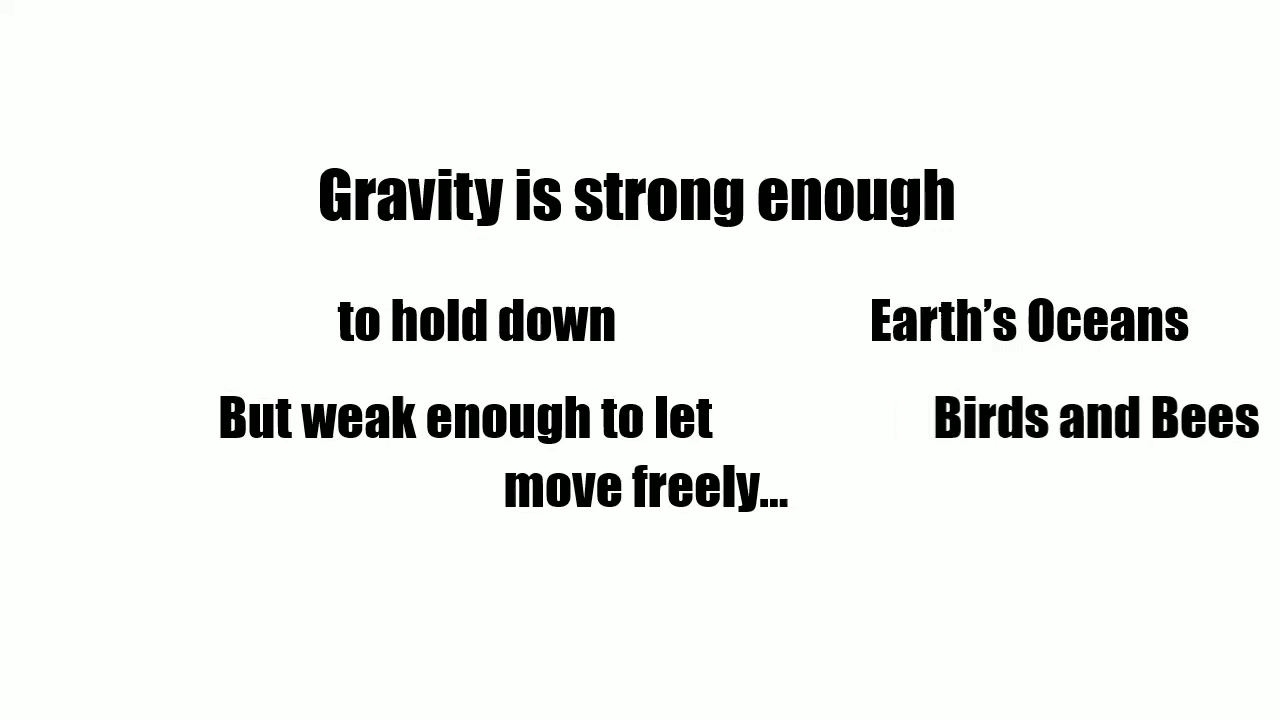 Gravity is strong enough
to hold down Earth’s Oceans
But weak enough to let Birds and Bees
move freely...